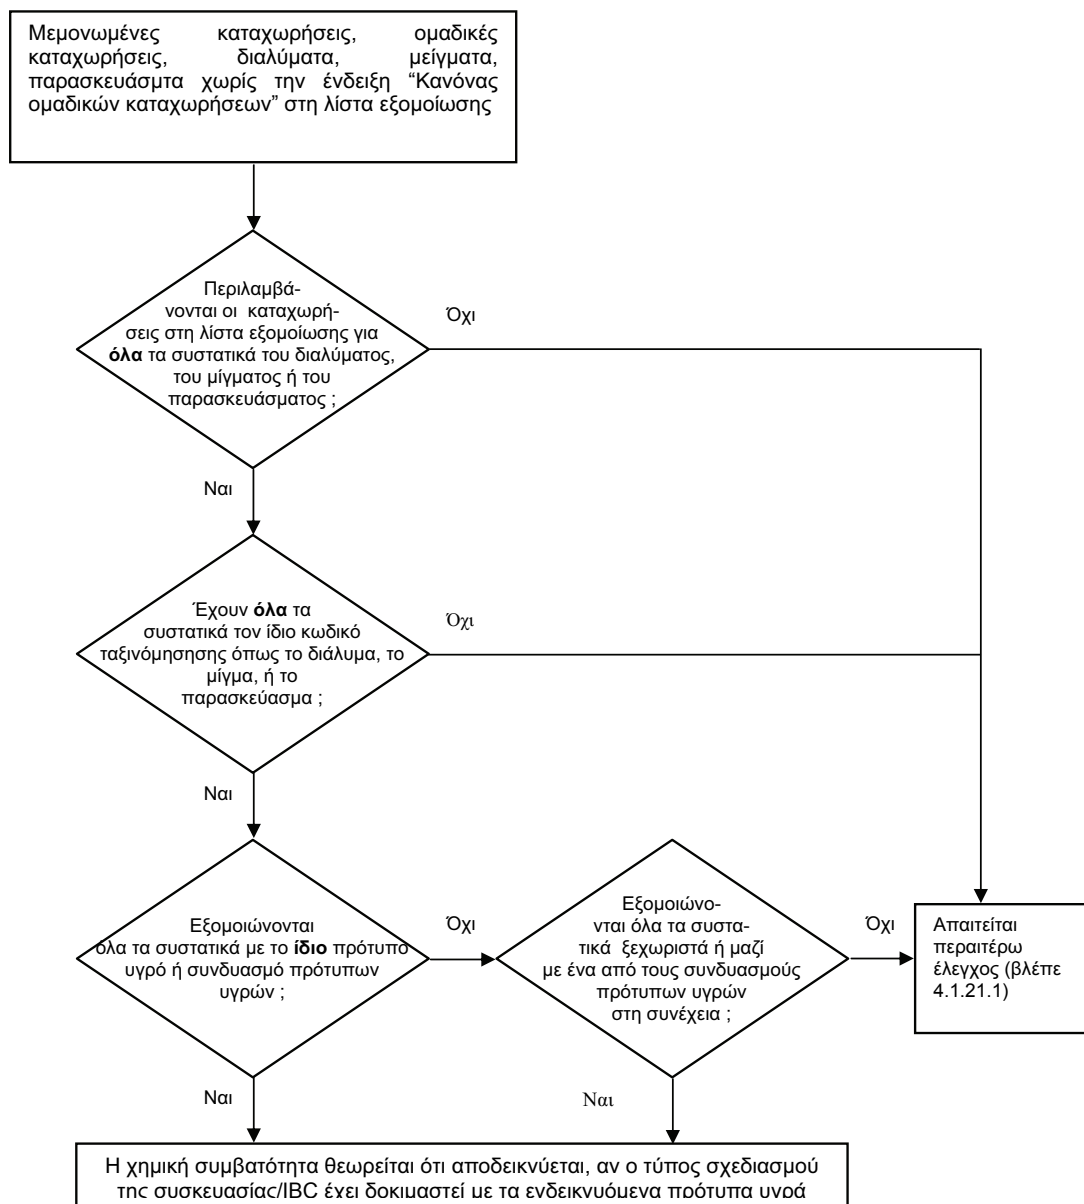 Μεμονωμένες καταχωρήσεις, ομαδικές
καταχωρήσεις, διαλύματα, μείγματα,
παρασκευάσμτα χωρίς την ένδειξη “Κανόνας
ομαδικών καταχωρήσεων” στη λίστα εξομοίωσης
Περιλαμβά-
νονται οι καταχωρή-
σεις στη λίστα εξομοίωσης για
όλα τα συστατικά του διαλύματος,
του μίγματος ή του
παρασκευάσματος ;
Όχι
Ναι
Έχουν όλα τα
συστατικά τον ίδιο κωδικό
ταξινόμησησης όπως το διάλυμα, το
μίγμα, ή το
παρασκεύασμα ;
Όχι
Ναι
Εξομοιώνονται
όλα τα συστατικά με το ίδιο πρότυπο
υγρό ή συνδυασμό πρότυπων
υγρών ;
Όχι
Εξομοιώνο-
νται όλα τα συστα-
τικά ξεχωριστά ή μαζί
με ένα από τους συνδυασμούς
πρότυπων υγρών
στη συνέχεια ;
Όχι
Απαιτείται
περαιτέρω
έλεγχος (βλέπε
4.1.21.1)
Ναι
Ναι
Η χημική συμβατότητα θεωρείται ότι αποδεικνύεται, αν ο τύπος σχεδιασμού
της συσκευασίας/IBC έχει δοκιμαστεί με τα ενδεικνυόμενα πρότυπα υγρά